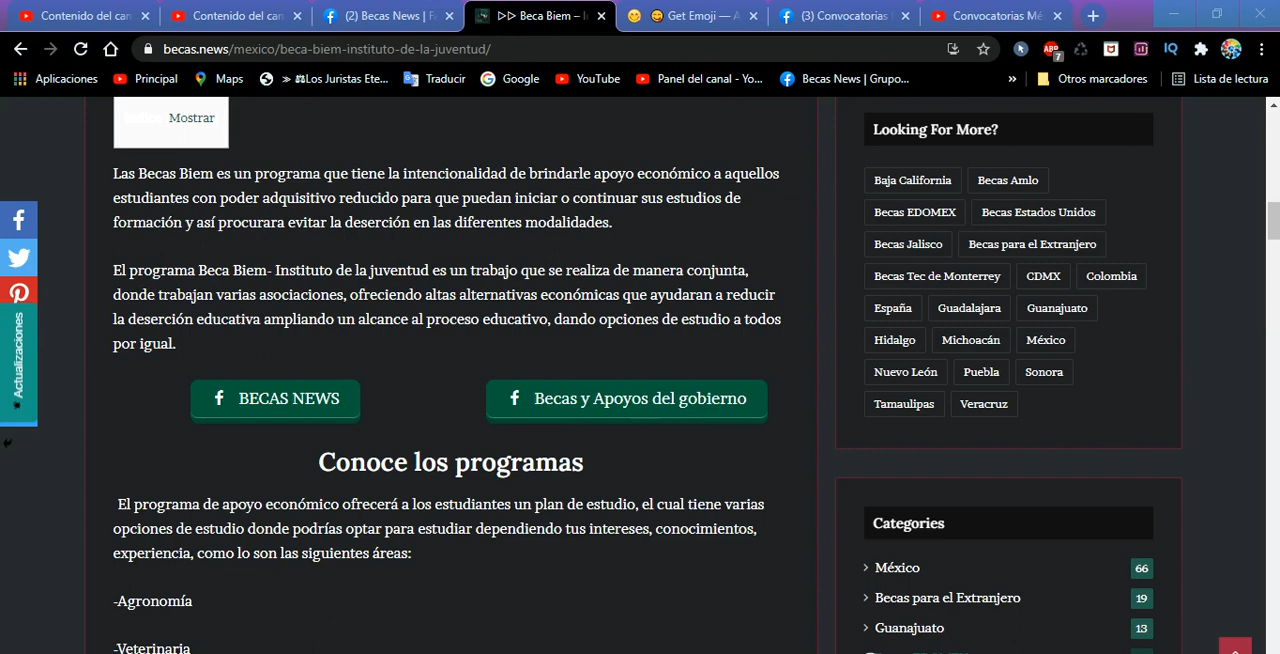 Contenido del can
Contenido del can
(2) Becas News | Fa
▷▷ Beca Biem – I
Get Emoji — A
(3) Convocatorias
Convocatorias Mé
becas.news/mexico/beca-biem-instituto-de-la-juventud/
ABP
7
IQ
Aplicaciones
Principal
Maps
≫ ⚖Los Juristas Ete...
Traducir
Google
YouTube
Panel del canal - Yo...
Becas News | Grupo...
»
Otros marcadores
Lista de lectura
Mostrar
Las Becas Biem es un programa que tiene la intencionalidad de brindarle apoyo económico a aquellos
estudiantes con poder adquisitivo reducido para que puedan iniciar o continuar sus estudios de
formación y así procurara evitar la deserción en las diferentes modalidades.
El programa Beca Biem- Instituto de la juventud es un trabajo que se realiza de manera conjunta,
donde trabajan varias asociaciones, ofreciendo altas alternativas económicas que ayudaran a reducir
la deserción educativa ampliando un alcance al proceso educativo, dando opciones de estudio a todos
por igual.
BECAS NEWS
Becas y Apoyos del gobierno
Conoce los programas
El programa de apoyo económico ofrecerá a los estudiantes un plan de estudio, el cual tiene varias
opciones de estudio donde podrías optar para estudiar dependiendo tus intereses, conocimientos,
experiencia, como lo son las siguientes áreas:
-Agronomía
-Veterinaria
Actualizaciones
Looking For More?
Baja California
Becas Amlo
Becas EDOMEX
Becas Estados Unidos
Becas Jalisco
Becas para el Extranjero
Becas Tec de Monterrey
CDMX
Colombia
España
Guadalajara
Guanajuato
Hidalgo
Michoacán
México
Nuevo León
Puebla
Sonora
Tamaulipas
Veracruz
Categories
México 66
Becas para el Extranjero 19
Guanajuato 13